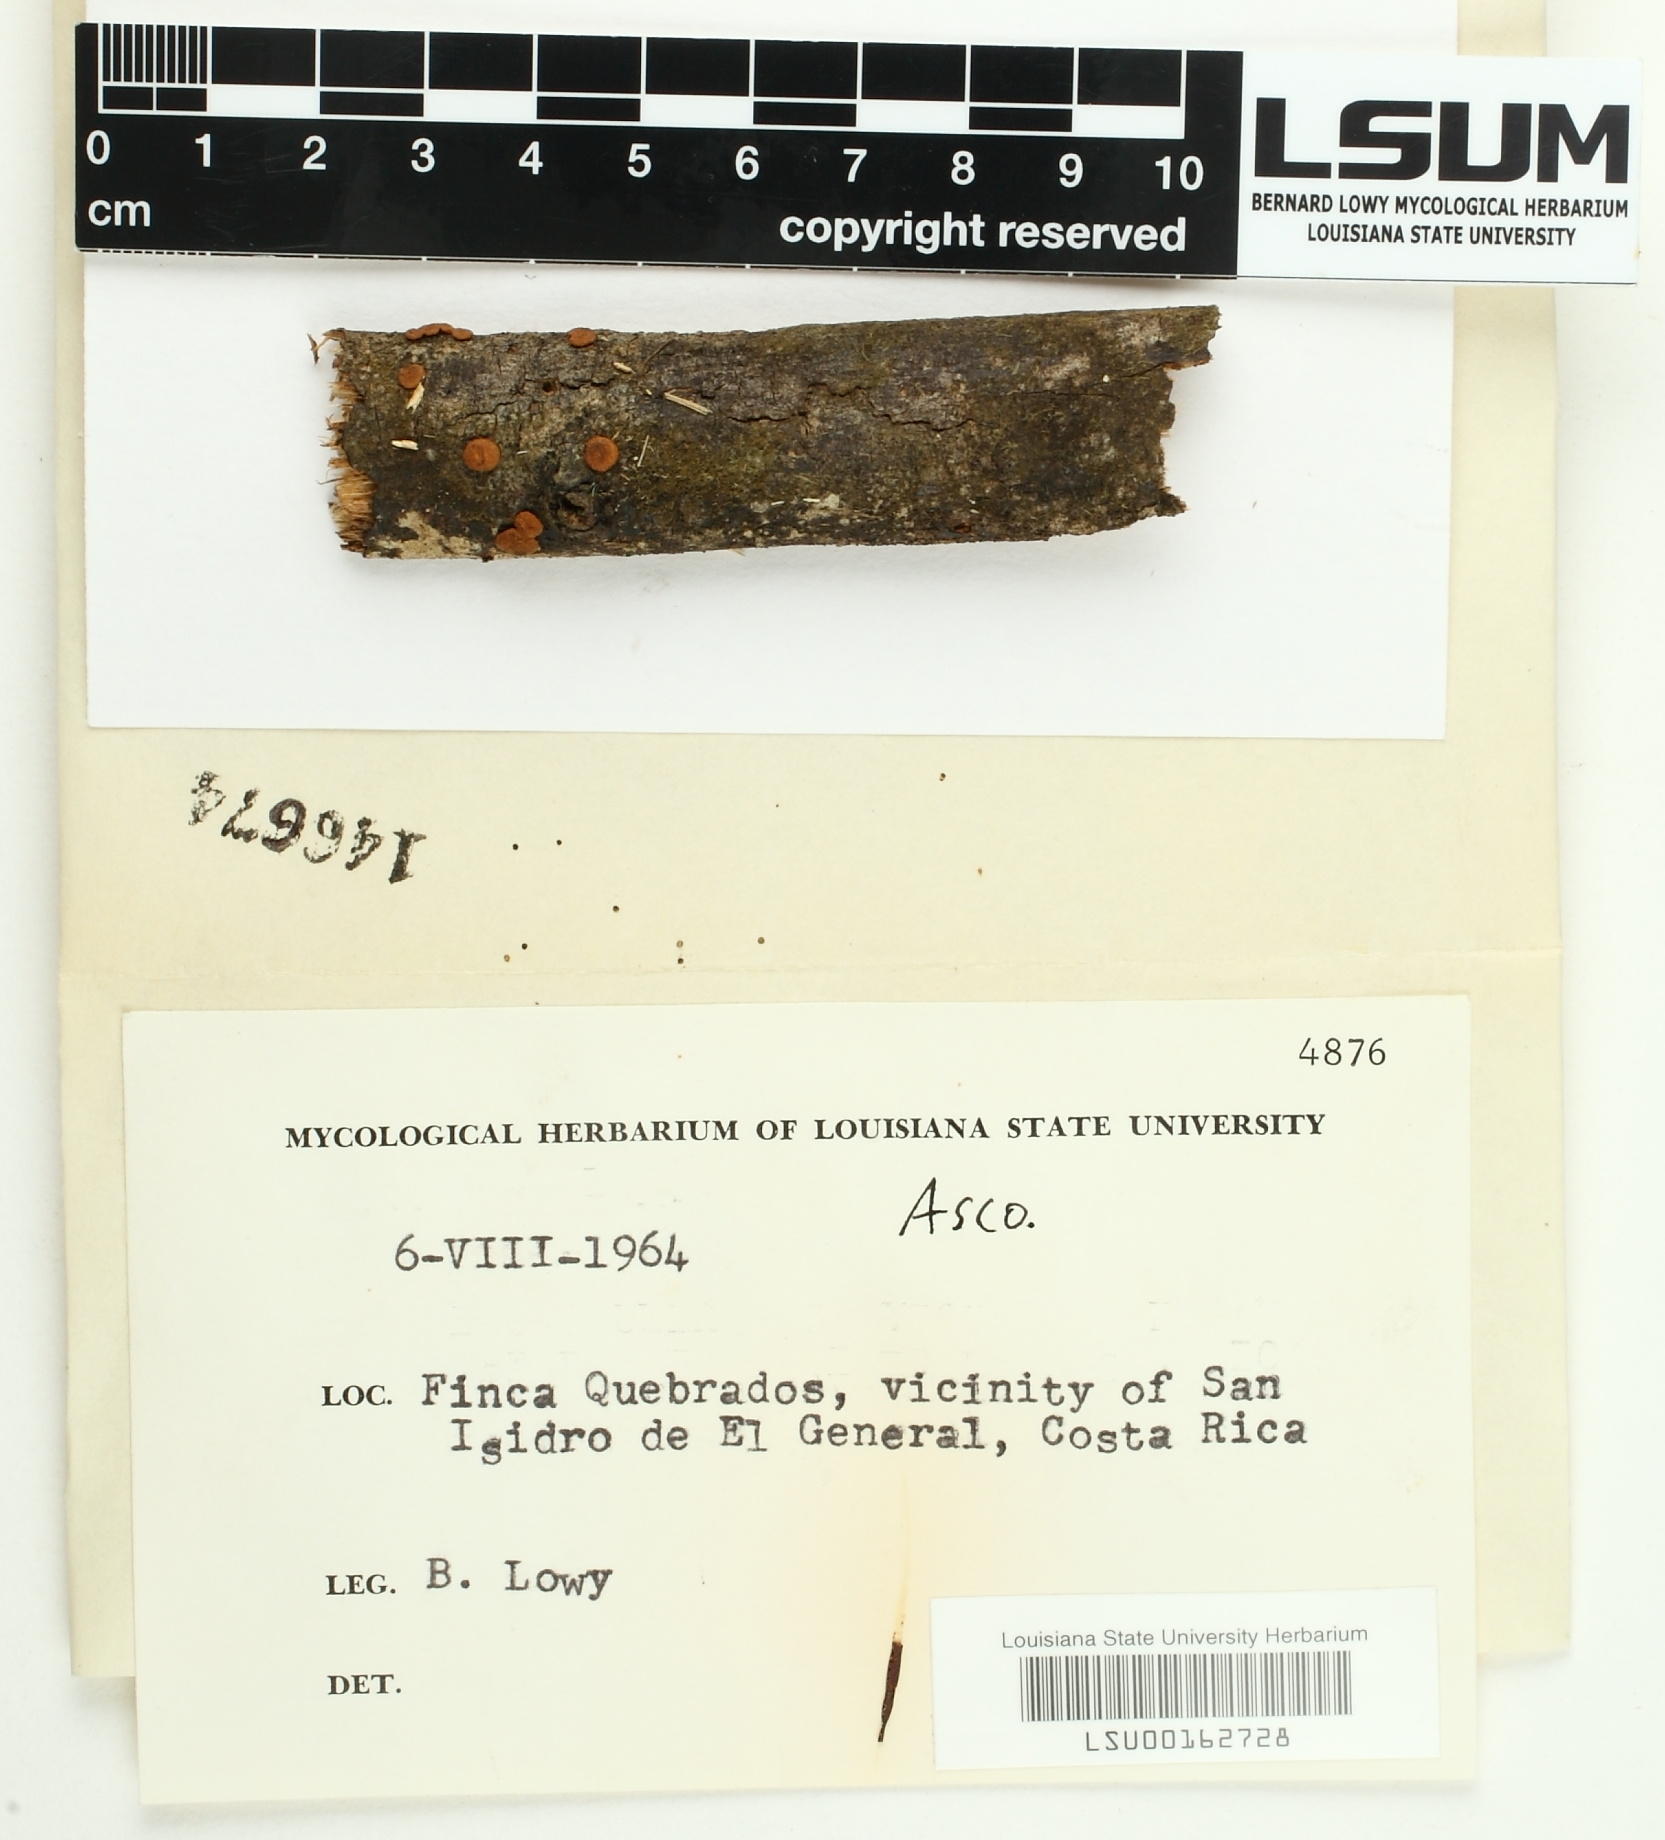 0 1 2 3 4 5 6 7 8 9 10
cm
copyright reserved
LSUM
BERNARD LOWY MYCOLOGICAL HERBARIUM
LOUISIANA STATE UNIVERSITY
146674
4876
MYCOLOGICAL HERBARIUM OF LOUISIANA STATE UNIVERSITY
Asco.
6-VIII-1964
LOC. Finca Quebrados, vicinity of San
Isidro de El General, Costa Rica
LEG. B. Lowy
DET.
Louisiana State University Herbarium
LSU00162728